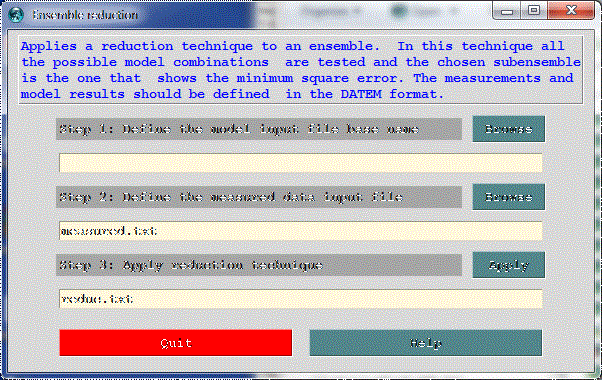 Ensemble reduction
Applies a reduction technique to an ensemble.  In this technique all
the possible model combinations  are tested and the chosen subensemble
is the one that  shows the minimum square error. The measurements and
model results should be defined  in the DATEM format.
Step 1: Define the model input file base name
Browse
Step 2: Define the measured data input file
Browse
measured.txt
Step 3: Apply reduction technique
Apply
reduc.txt
Quit
Help